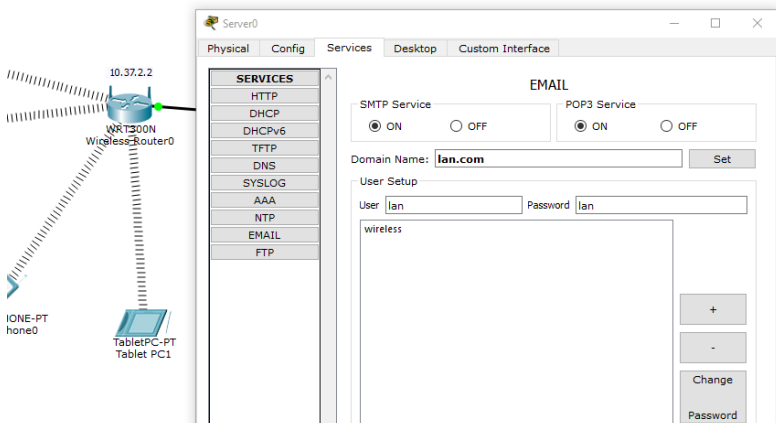 Server0
Physical Config Services Desktop Custom Interface
10.37.2.2
WRT300N
Wireless Router0
IONE-PT
hone0
TabletPC-PT
Tablet PC1
SERVICES
HTTP
DHCP
DHCPv6
TFTP
DNS
SYSLOG
AAA
NTP
EMAIL
FTP
EMAIL
SMTP Service
ON OFF
POP3 Service
ON OFF
Domain Name: lan.com Set
User Setup
User lan Password lan
wireless
+
-
Change
Password